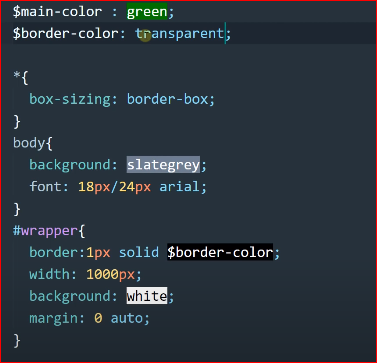 $main-color : green;
$border-color: transparent;
*{
box-sizing: border-box;
}
body{
background: slategrey;
font: 18px/24px arial;
}
#wrapper{
border:1px solid $border-color;
width: 1000px;
background: white;
margin: 0 auto;
}